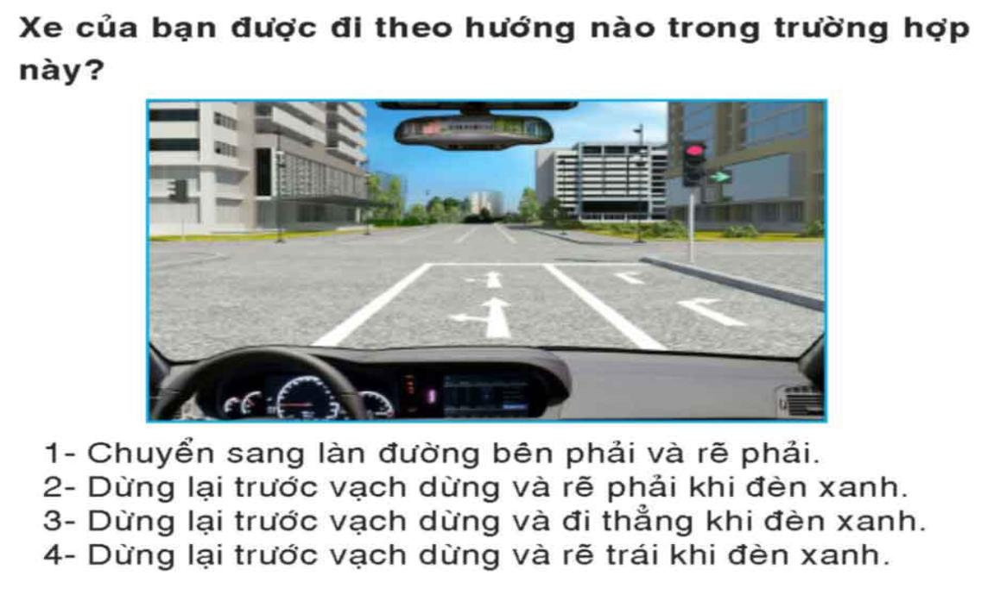 Xe của bạn được đi theo hướng nào trong trường hợp
này?
1- Chuyển sang làn đường bên phải và rẽ phải.
2- Dừng lại trước vạch dừng và rẽ phải khi đèn xanh.
3- Dừng lại trước vạch dừng và đi thẳng khi đèn xanh.
4- Dừng lại trước vạch dừng và rẽ trái khi đèn xanh.